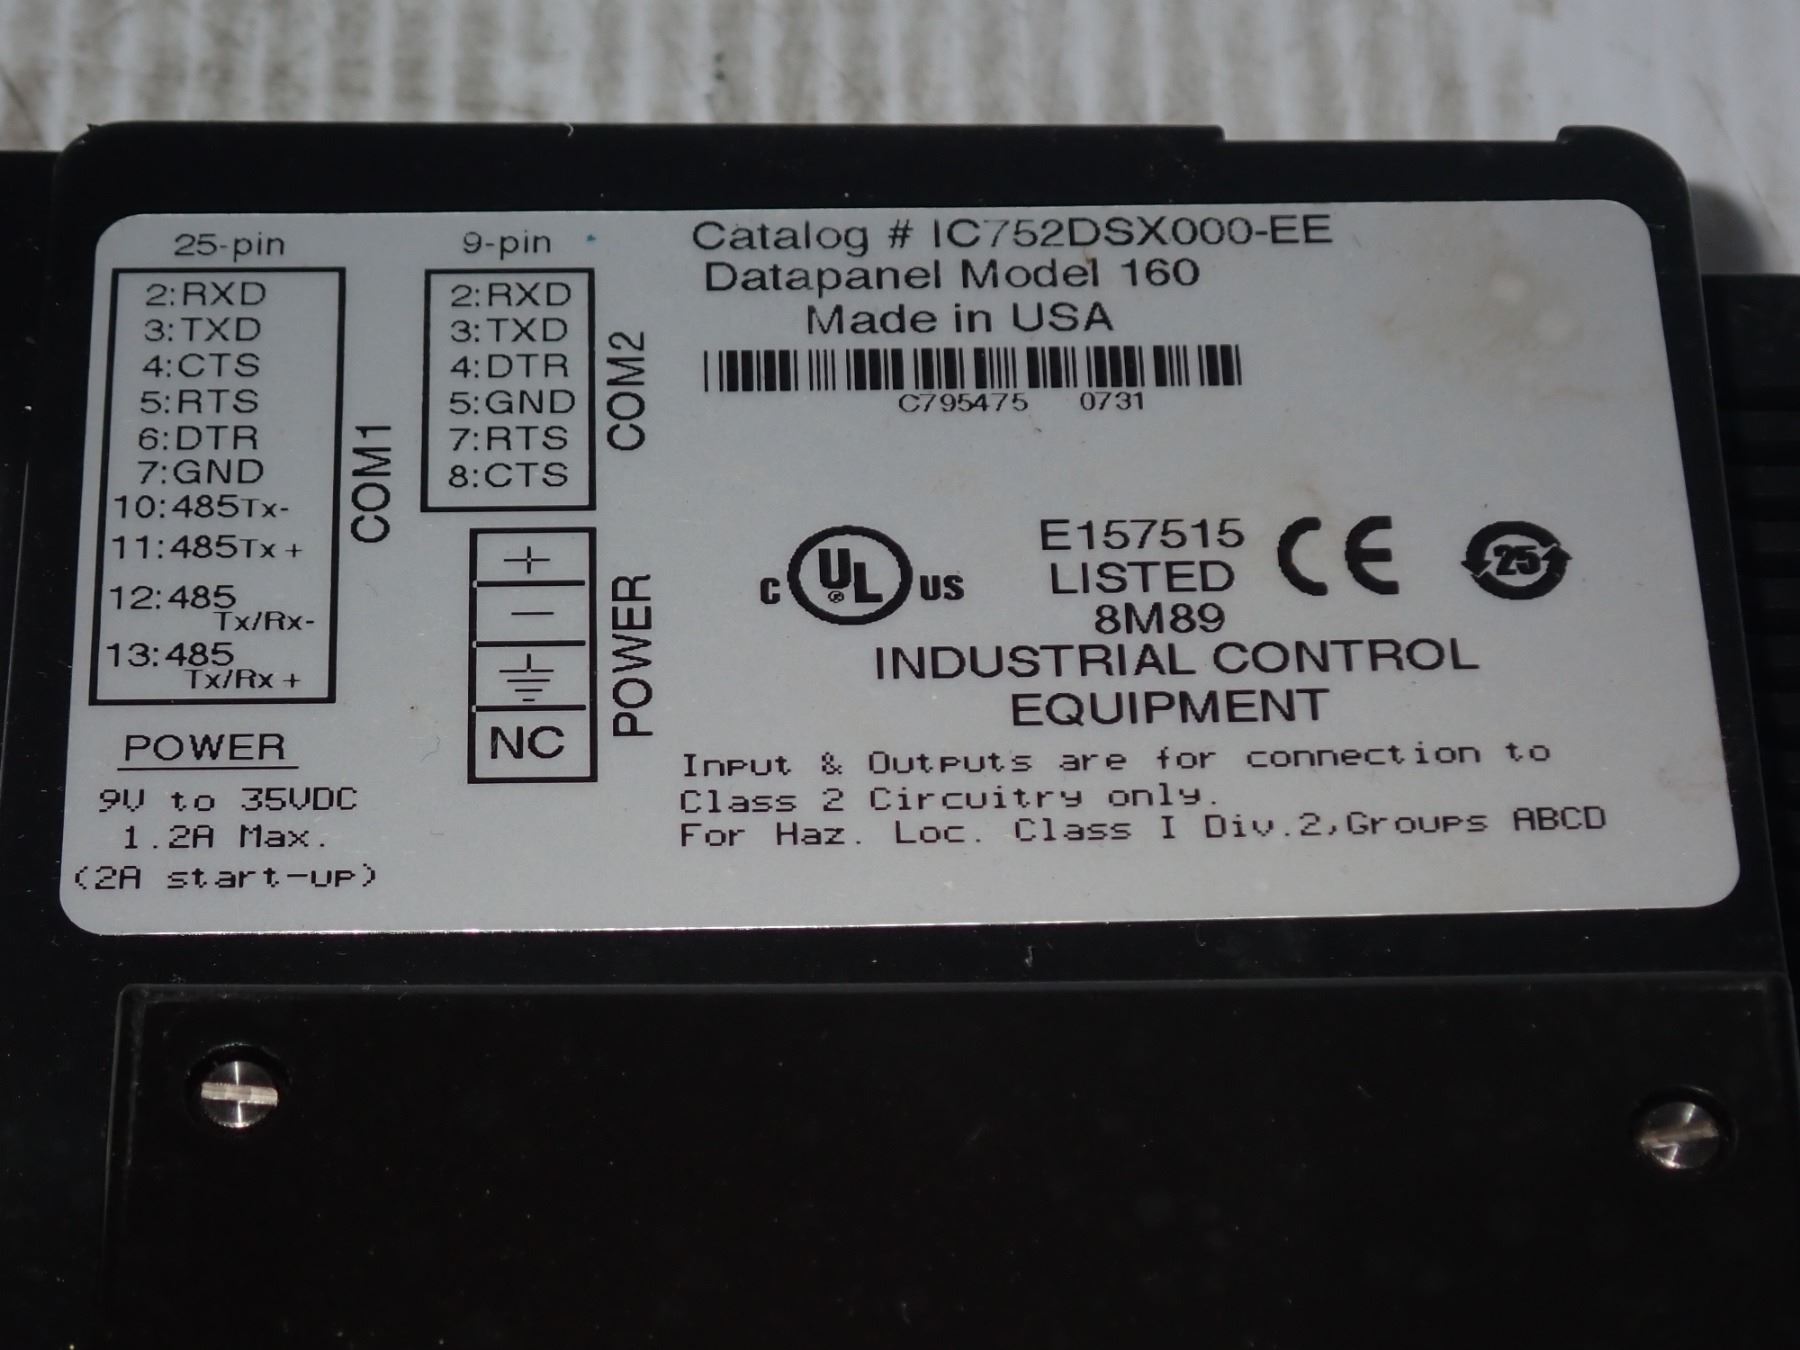 25-pin
2:RXD
3:TXD
4:CTS
5:RTS
6:DTR
7:GND
10:485Tx-
11:485Tx+
12:485
Tx/Rx-
13:485
Tx/Rx+
COM1
POWER
9V to 35VDC
1.2A Max.
(2A start-up)
9-pin
2:RXD
3:TXD
4:DTR
5:GND
7:RTS
8:CTS
COM2
+
-
NC
POWER
Catalog # IC752DSX000-EE
Datapanel Model 160
Made in USA
C795475 0731
C UL ® US
E157515
LISTED
8M89
CE
25
INDUSTRIAL CONTROL
EQUIPMENT
Input & Outputs are for connection to
Class 2 Circuitry only.
For Haz. Loc. Class I Div.2,Groups ABCD